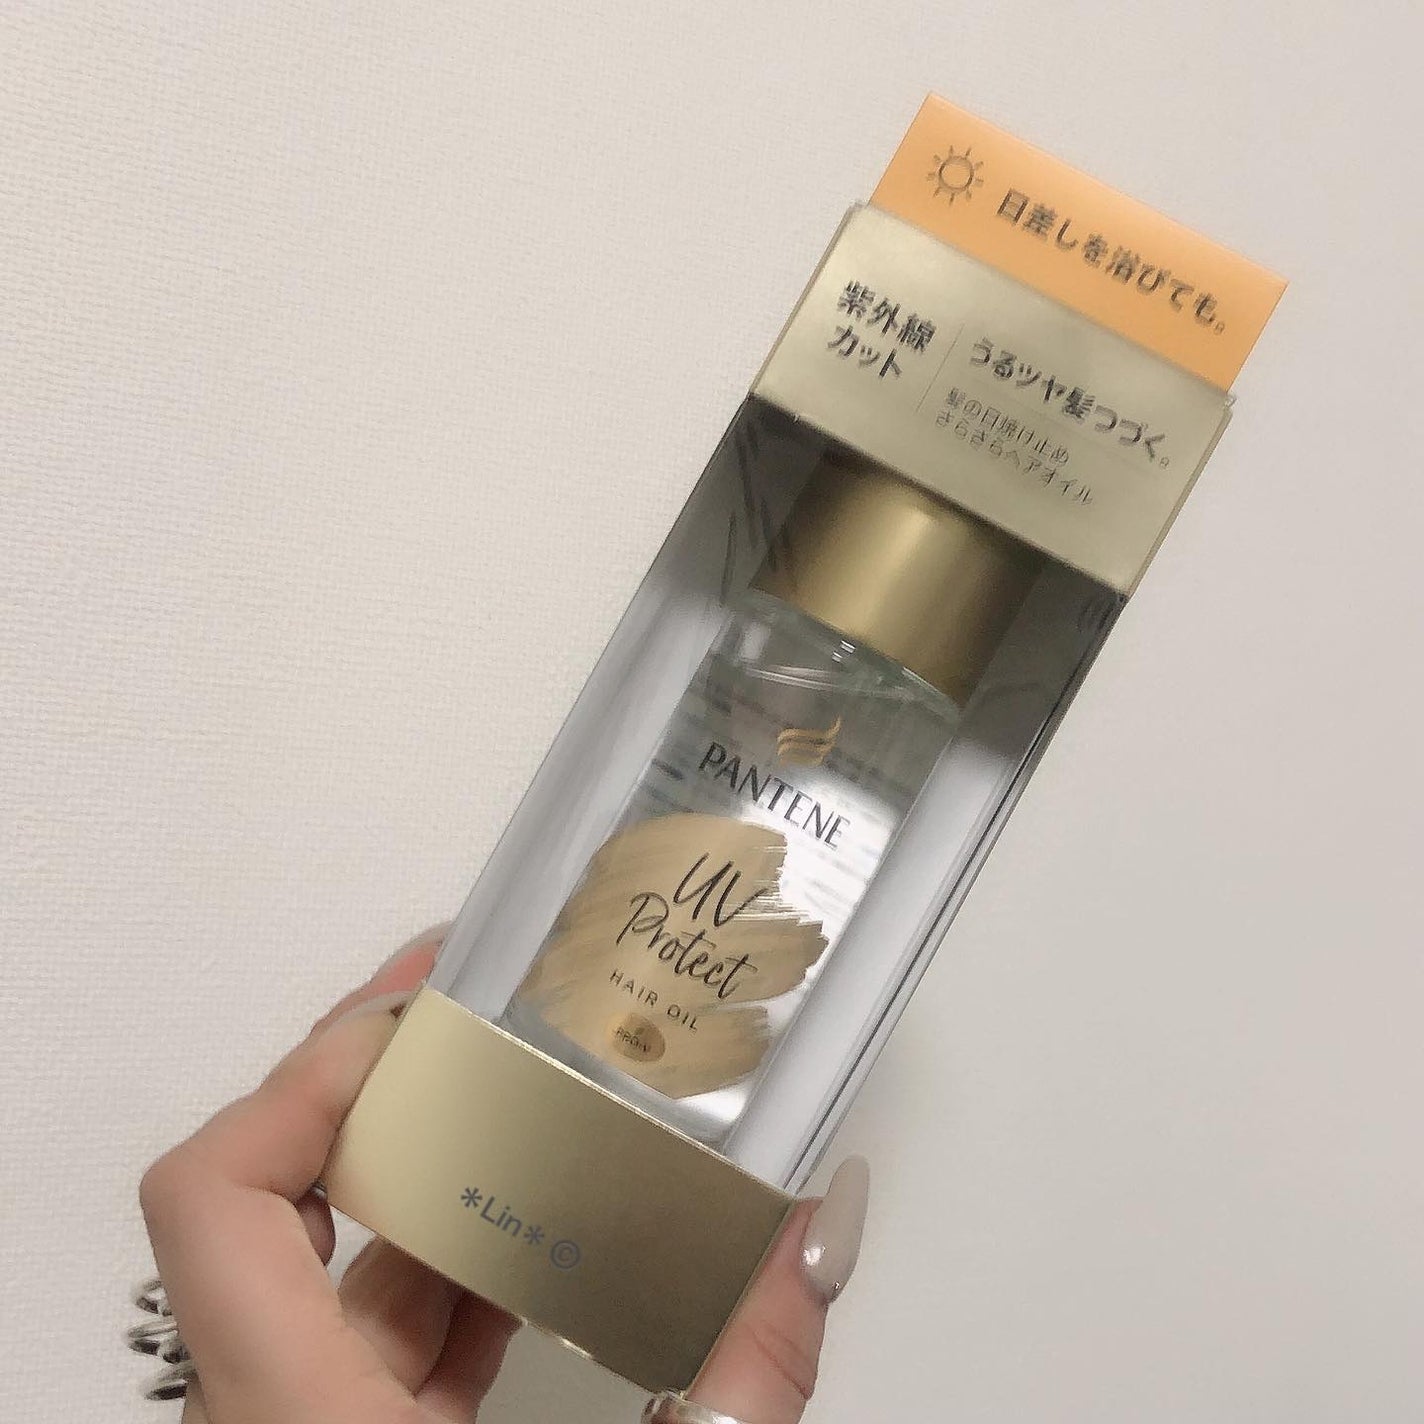 日差しを浴びても。
紫外線
カット
うるツヤ髪つづく。
髪の日焼け止め
さらさらヘアオイル
PANTENE
UV
Protect
HAIR OIL
PRO-V
*Lin*©